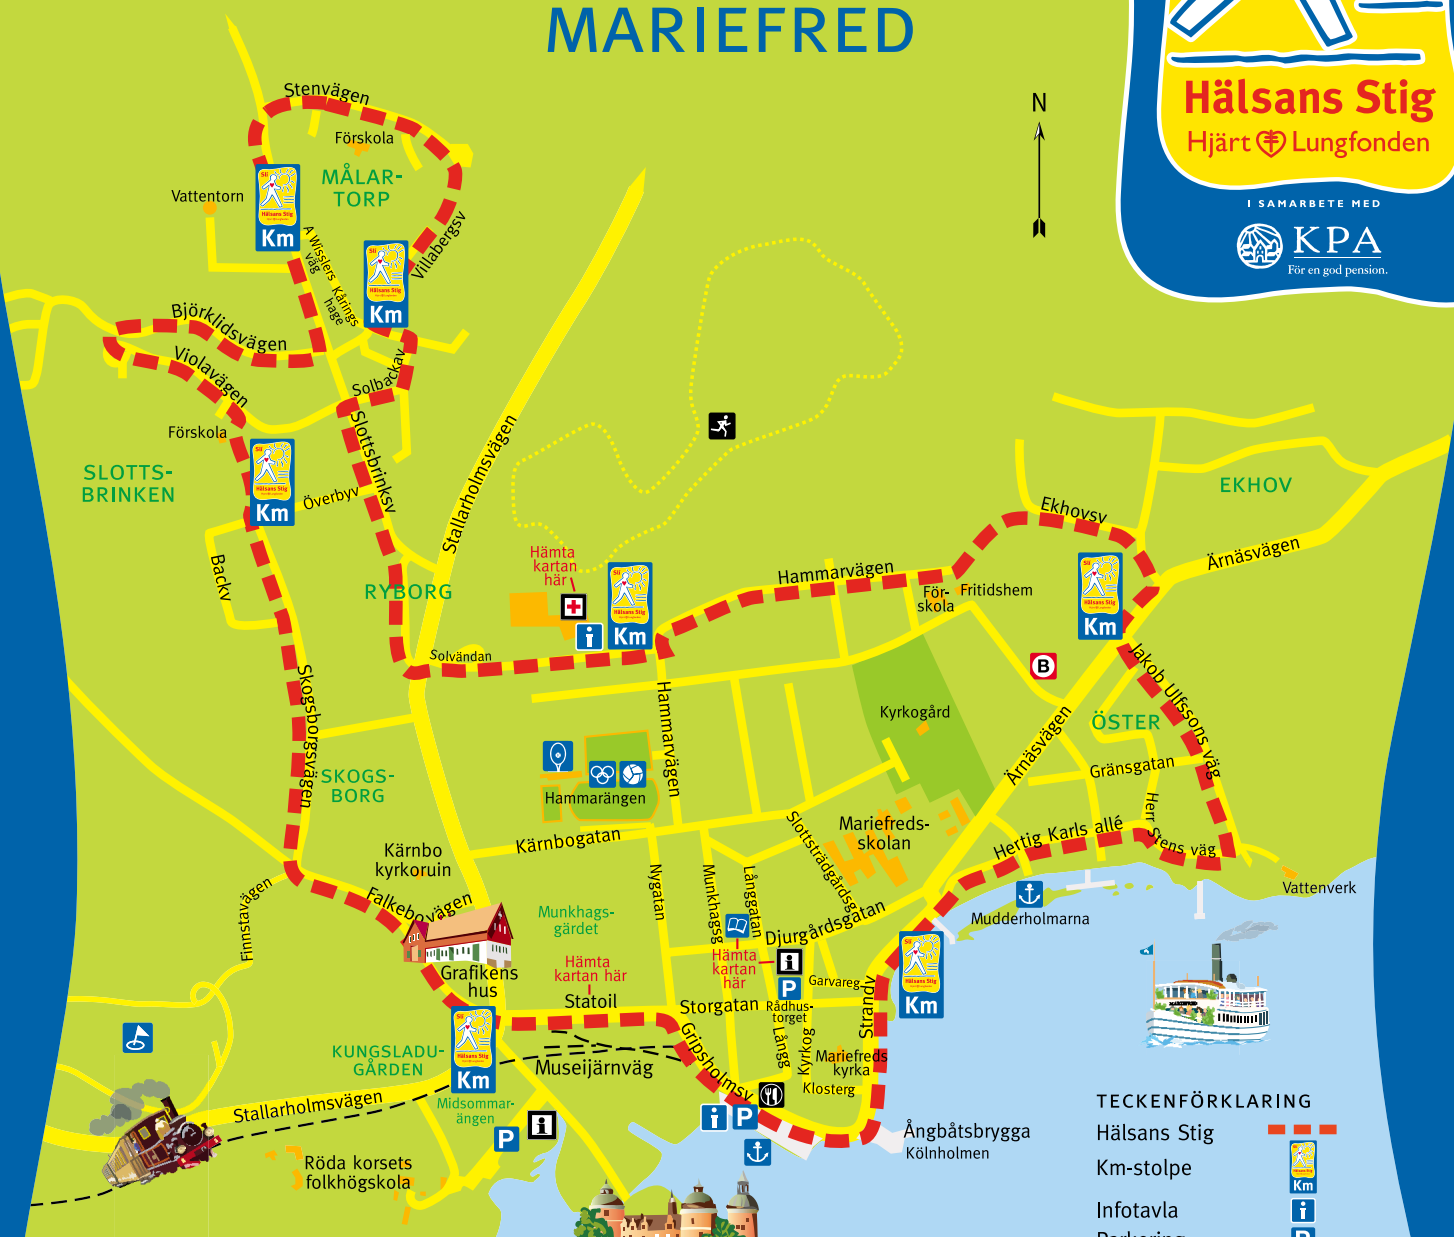 MARIEFRED
Hälsans Stig
Hjärt Lungfonden
I SAMARBETE MED
KPA
För en god pension.
N
Stenvägen
Förskola
MÅLAR-
TORP
Vattentorn
Km
A Wisslers
väg
Kårings
hage
Villabergsv
Km
Björklidsvägen
Violavägen
Solbackav
Förskola
Slottsbrinksv
SLOTTS-
BRINKEN
Km
Överbyv
Backv
Stallarholmsvägen
RYBORG
Hämta
kartan
här
i
Km
Solvändan
Hammarvägen
För-
skola
Fritidshem
Ekhovsv
EKHOV
Ärnäsvägen
Km
B
Jakob Ulfssons väg
ÖSTER
Kyrkogård
Ärnäsvägen
Gränsgatan
Herr Stens väg
Hertig Karls allé
Skogsborgsvägen
SKOGS-
BORG
Hammarvägen
Hammarängen
Kärnbogatan
Kärnbo
kyrkoruin
Falkebovägen
Finnstavägen
Grafikens
hus
Munkhags-
gärdet
Hämta
kartan här
Statoil
Nygatan
Munkhagsg
Långgatan
Slottsträdgårdsg
Mariefreds-
skolan
Djurgårdsgatan
Hämta
kartan
här
i
P
Garvareg
Storgatan
Rådhus-
torget
Långg
Kyrkog
Strandv
Mariefreds
kyrka
Klosterg
Km
Mudderholmarna
Vattenverk
MARIEFRED
Gripsholmsv
Museijärnväg
KUNGSLADU-
GÅRDEN
Km
Midsommar-
ängen
P
i
Stallarholmsvägen
Röda korsets
folkhögskola
i
P
Ångbåtsbrygga
Kölnholmen
TECKENFÖRKLARING
Hälsans Stig
Km-stolpe
Km
Infotavla
i